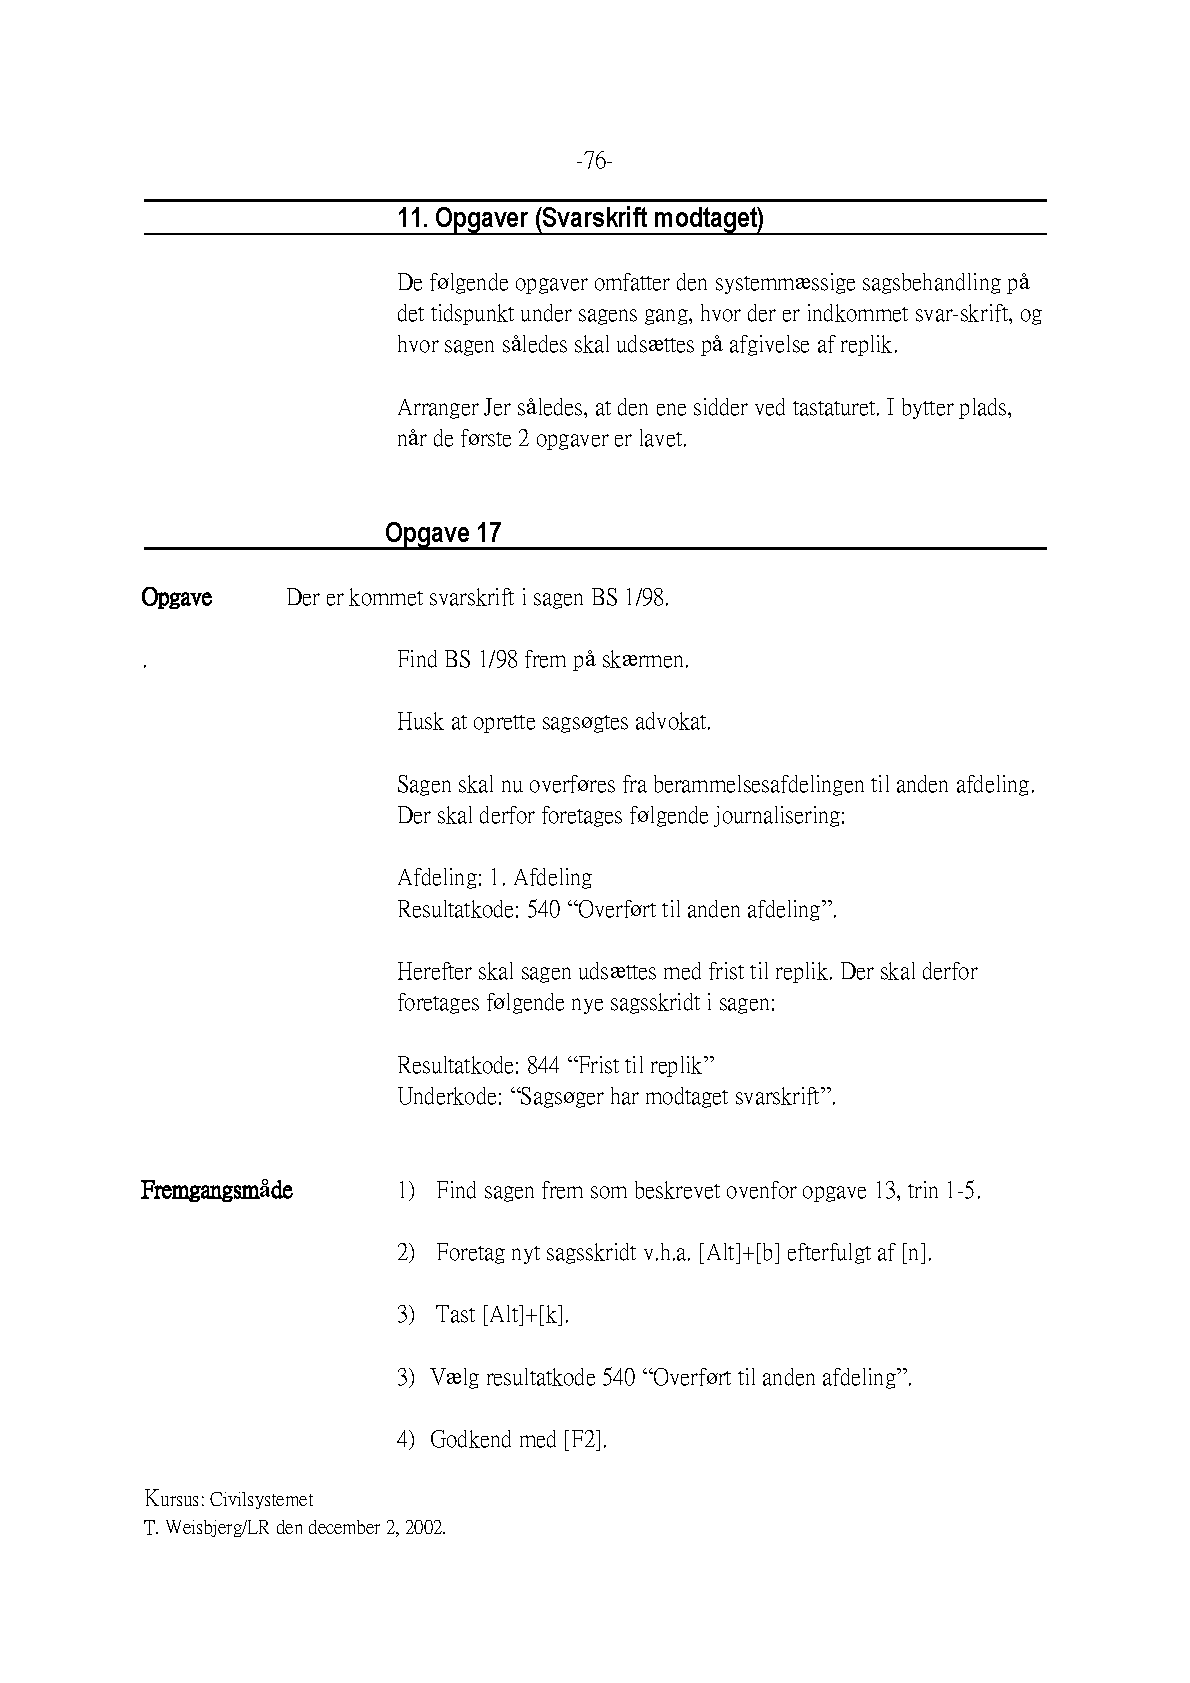 -76-
11. Opgaver (Svarskrift modtaget)
De følgende opgaver omfatter den systemmæssige sagsbehandling på
det tidspunkt under sagens gang, hvor der er indkommet svar-skrift, og
hvor sagen således skal udsættes på afgivelse af replik.
Arranger Jer således, at den ene sidder ved tastaturet. I bytter plads,
når de første 2 opgaver er lavet.
Opgave 17
Opgave Der er kommet svarskrift i sagen BS 1/98.
. Find BS 1/98 frem på skærmen.
Husk at oprette sagsøgtes advokat.
Sagen skal nu overføres fra berammelsesafdelingen til anden afdeling.
Der skal derfor foretages følgende journalisering:
Afdeling: 1. Afdeling
Resultatkode: 540 “Overført til anden afdeling”.
Herefter skal sagen udsættes med frist til replik. Der skal derfor
foretages følgende nye sagsskridt i sagen:
Resultatkode: 844 “Frist til replik”
Underkode: “Sagsøger har modtaget svarskrift”.
Fremgangsmåde 1) Find sagen frem som beskrevet ovenfor opgave 13, trin 1-5.
2) Foretag nyt sagsskridt v.h.a. [Alt]+[b] efterfulgt af [n].
3) Tast [Alt]+[k].
3) Vælg resultatkode 540 “Overført til anden afdeling”.
4) Godkend med [F2].
Kursus: Civilsystemet
T. Weisbjerg/LR den december 2, 2002.